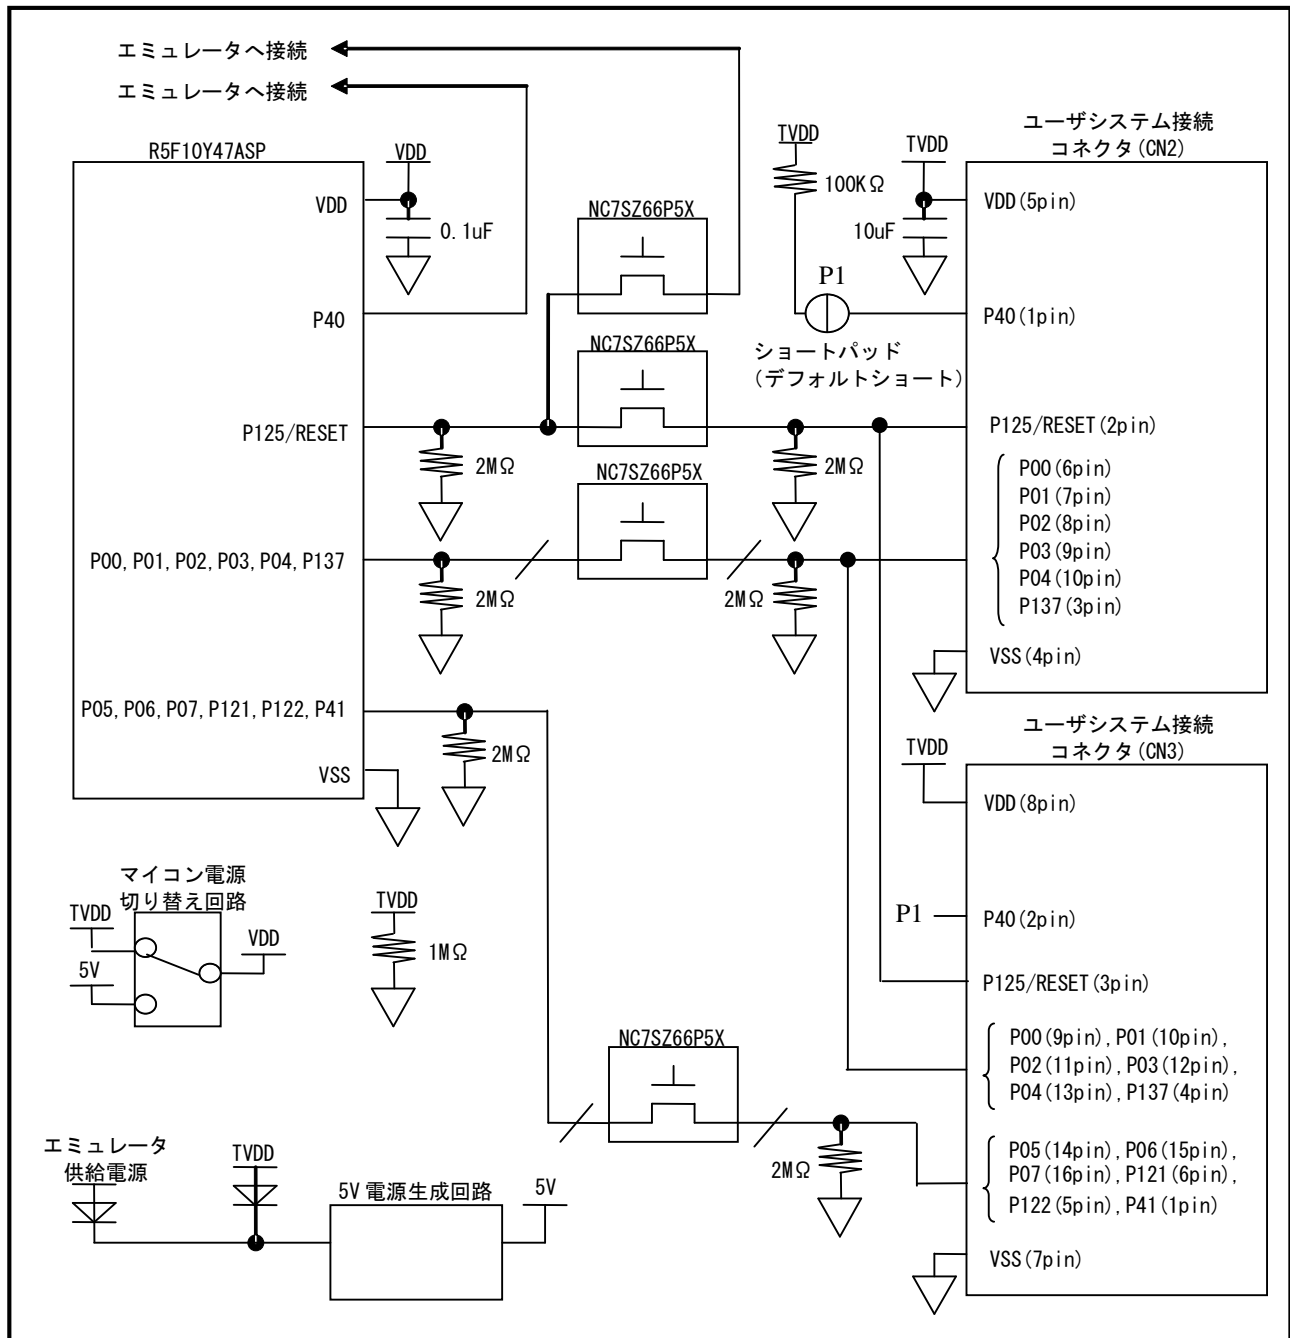 エミュレータへ接続
エミュレータへ接続
R5F10Y47ASP
VDD
VDD
0.1uF
P40
NC7SZ66P5X
TVDD
100KΩ
P1
ショートパッド
(デフォルトショート)
ユーザシステム接続
コネクタ(CN2)
TVDD
10uF
VDD(5pin)
P40(1pin)
NC7SZ66P5X
P125/RESET
2MΩ
2MΩ
P125/RESET(2pin)
NC7SZ66P5X
P00, P01, P02, P03, P04, P137
2MΩ
2MΩ
P00(6pin)
P01(7pin)
P02(8pin)
P03(9pin)
P04(10pin)
P137(3pin)
VSS(4pin)
P05, P06, P07, P121, P122, P41
2MΩ
VSS
ユーザシステム接続
コネクタ(CN3)
TVDD
VDD(8pin)
P1
P40(2pin)
P125/RESET(3pin)
P00(9pin), P01(10pin),
P02(11pin), P03(12pin),
P04(13pin), P137(4pin)
P05(14pin), P06(15pin),
P07(16pin), P121(6pin),
P122(5pin), P41(1pin)
VSS(7pin)
マイコン電源
切り替え回路
TVDD
5V
VDD
TVDD
1MΩ
NC7SZ66P5X
2MΩ
エミュレータ
供給電源
TVDD
5V 電源生成回路
5V